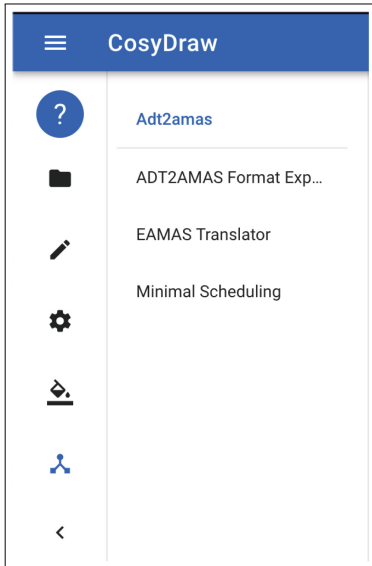 CosyDraw
?
Adt2amas
ADT2AMAS Format Exp...
EAMAS Translator
Minimal Scheduling